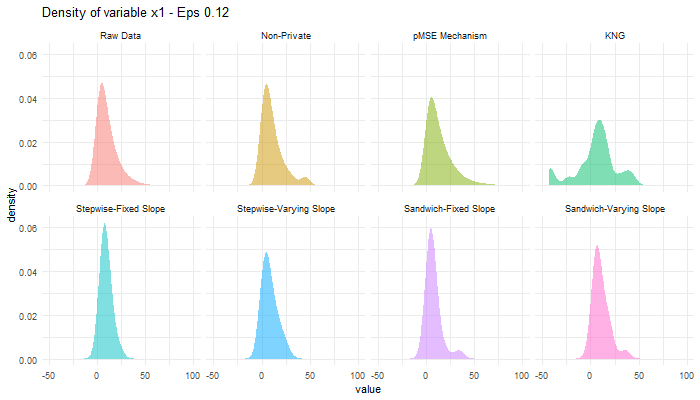 Density of variable x1 - Eps 0.12
Raw Data Non-Private pMSE Mechanism KNG
0.06
0.04
0.02
0.00
density
Stepwise-Fixed Slope Stepwise-Varying Slope Sandwich-Fixed Slope Sandwich-Varying Slope
0.06
0.04
0.02
0.00
-50 0 50 100 -50 0 50 100 -50 0 50 100 -50 0 50 100
value